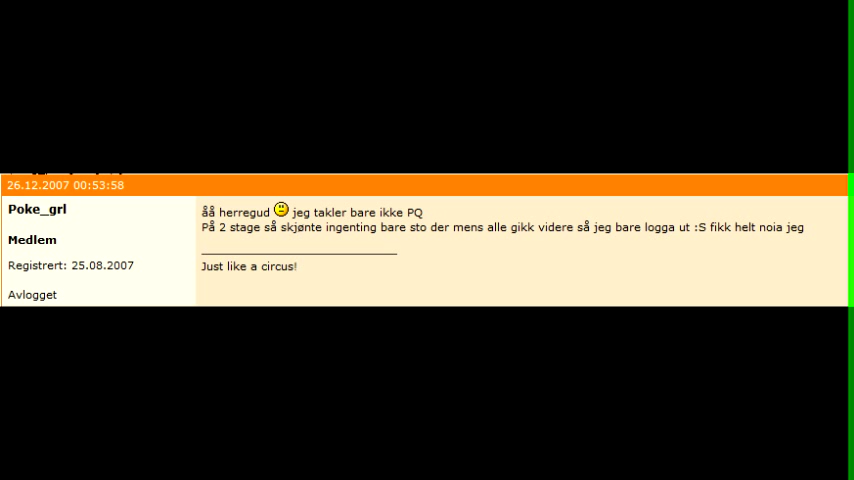 26.12.2007 00:53:58
Poke_grl
Medlem
Registrert: 25.08.2007
Avlogget
åå herregud jeg takler bare ikke PQ
På 2 stage så skjønte ingenting bare sto der mens alle gikk videre så jeg bare logga ut :S fikk helt noia jeg
Just like a circus!